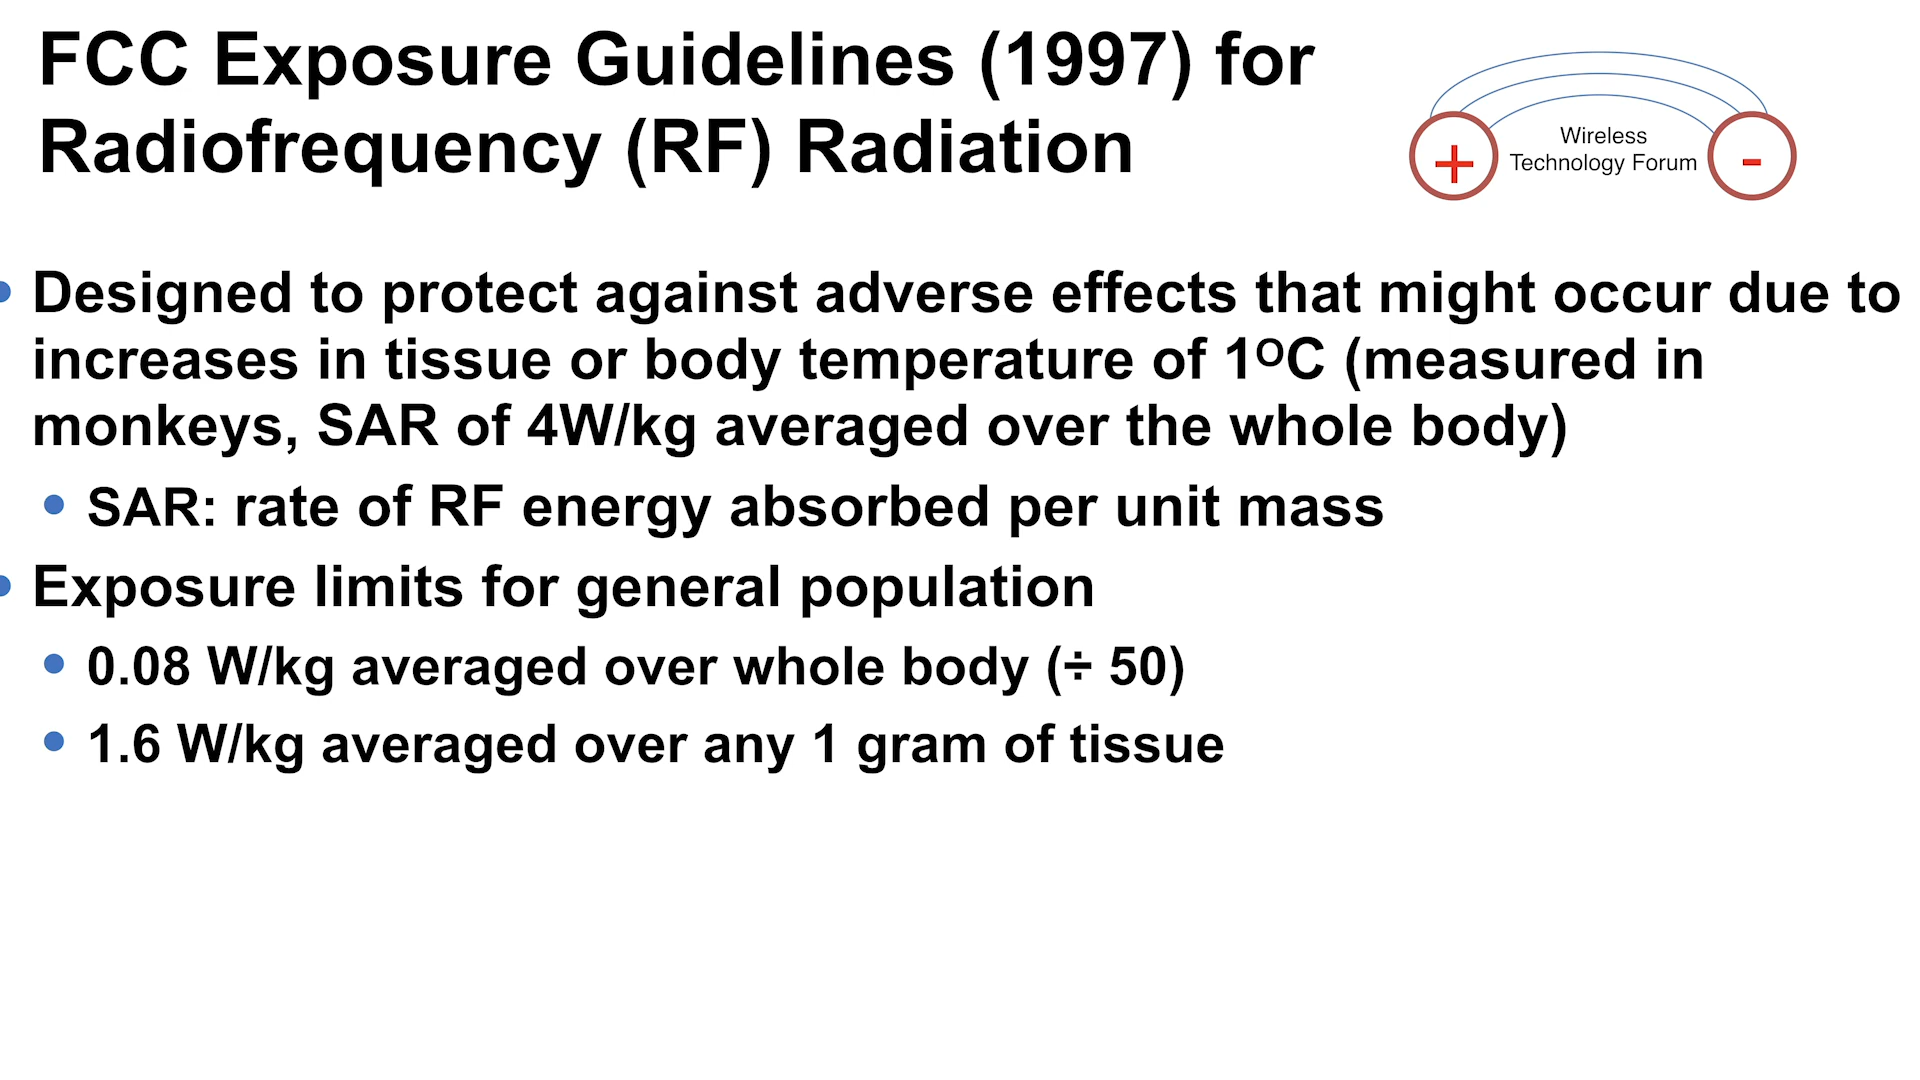 FCC Exposure Guidelines (1997) for
Radiofrequency (RF) Radiation
Wireless
Technology Forum
+
-
• Designed to protect against adverse effects that might occur due to
increases in tissue or body temperature of 1ᴼC (measured in
monkeys, SAR of 4W/kg averaged over the whole body)
• SAR: rate of RF energy absorbed per unit mass
• Exposure limits for general population
• 0.08 W/kg averaged over whole body (÷ 50)
• 1.6 W/kg averaged over any 1 gram of tissue